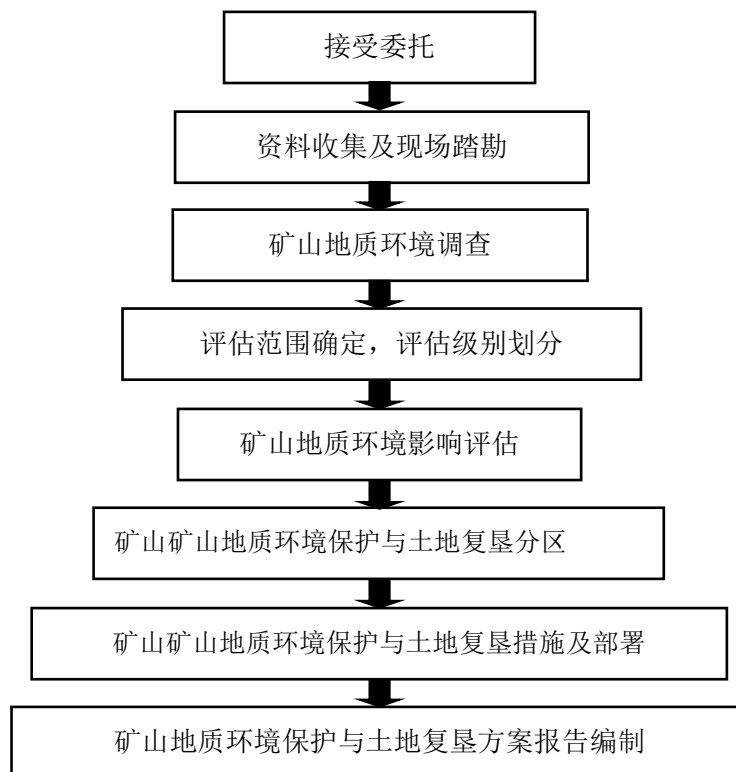 接受委托
资料收集及现场踏勘
矿山地质环境调查
评估范围确定，评估级别划分
矿山地质环境影响评估
矿山矿山地质环境保护与土地复垦分区
矿山矿山地质环境保护与土地复垦措施及部署
矿山地质环境保护与土地复垦方案报告编制